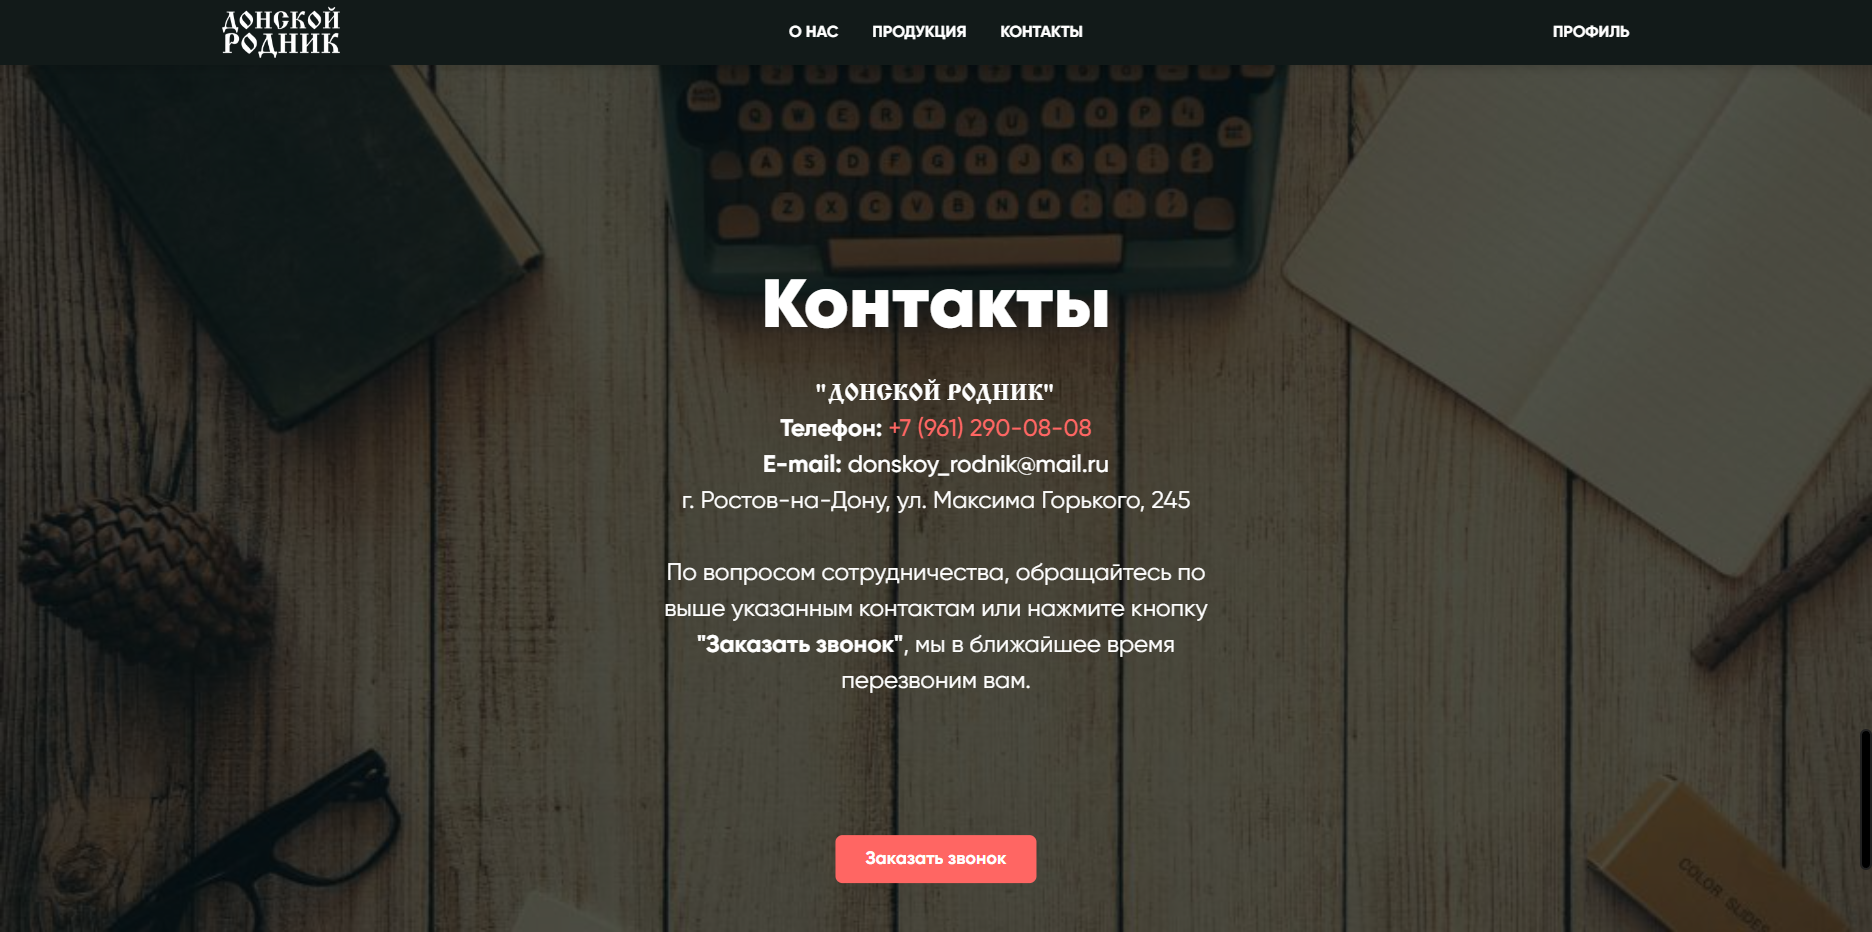 ДОНСКОЙ
РОДНИК
О НАС ПРОДУКЦИЯ КОНТАКТЫ ПРОФИЛЬ
Q W E R T Y U I O P
A S D F G H J K L
Z X C V B N M
Контакты
"ДОНСКОЙ РОДНИК"
Телефон: +7 (961) 290-08-08
E-mail: donskoy_rodnik@mail.ru
г. Ростов-на-Дону, ул. Максима Горького, 245
По вопросом сотрудничества, обращайтесь по
выше указанным контактам или нажмите кнопку
"Заказать звонок", мы в ближайшее время
перезвоним вам.
Заказать звонок
COLOR SLIDES